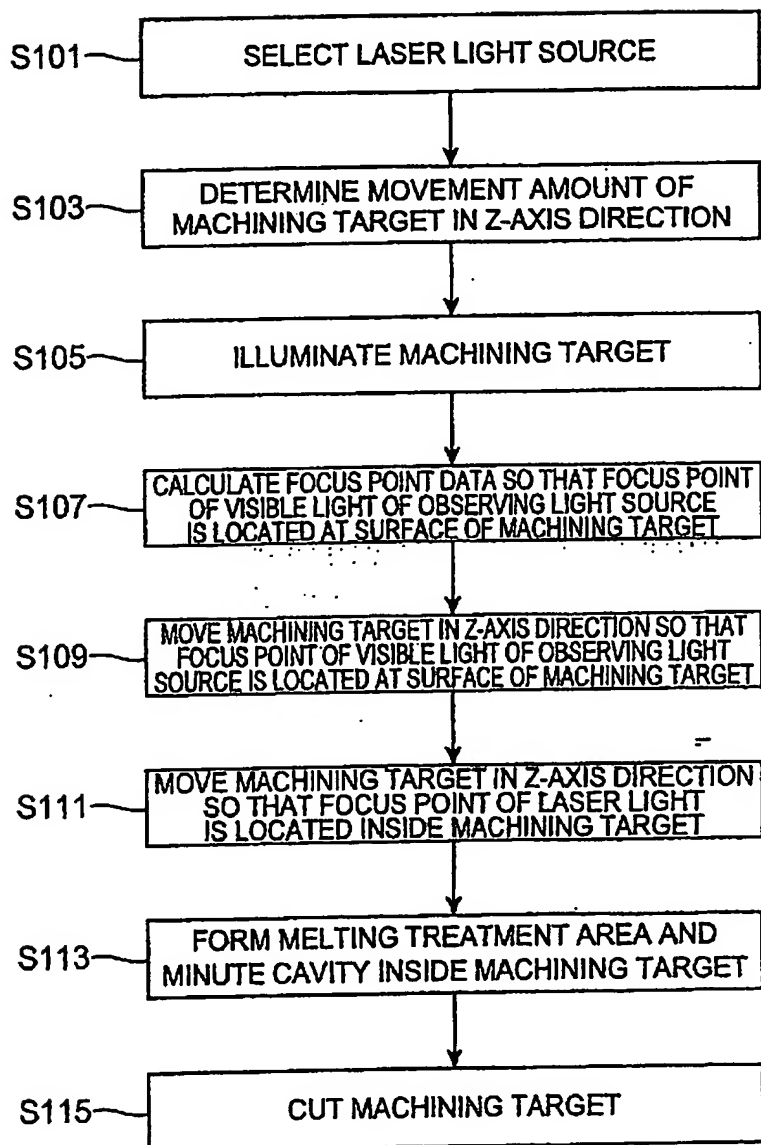 S101
SELECT LASER LIGHT SOURCE
S103
DETERMINE MOVEMENT AMOUNT OF
MACHINING TARGET IN Z-AXIS DIRECTION
S105
ILLUMINATE MACHINING TARGET
S107
CALCULATE FOCUS POINT DATA SO THAT FOCUS POINT
OF VISIBLE LIGHT OF OBSERVING LIGHT SOURCE
IS LOCATED AT SURFACE OF MACHINING TARGET
S109
MOVE MACHINING TARGET IN Z-AXIS DIRECTION SO THAT
FOCUS POINT OF VISIBLE LIGHT OF OBSERVING LIGHT
SOURCE IS LOCATED AT SURFACE OF MACHINING TARGET
S111
MOVE MACHINING TARGET IN Z-AXIS DIRECTION
SO THAT FOCUS POINT OF LASER LIGHT
IS LOCATED INSIDE MACHINING TARGET
S113
FORM MELTING TREATMENT AREA AND
MINUTE CAVITY INSIDE MACHINING TARGET
S115
CUT MACHINING TARGET